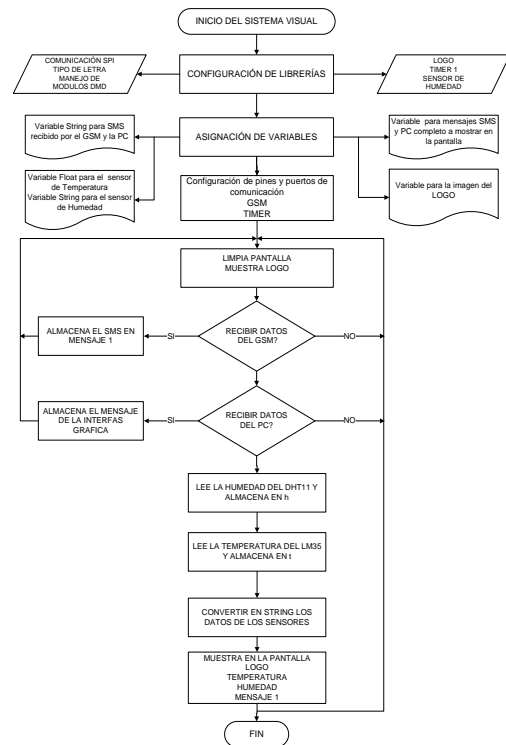 INICIO DEL SISTEMA VISUAL
COMUNICACIÓN SPI
TIPO DE LETRA
MANEJO DE
MODULOS DMD
CONFIGURACIÓN DE LIBRERÍAS
LOGO
TIMER 1
SENSOR DE
HUMEDAD
Variable String para SMS
recibido por el GSM y la PC
ASIGNACIÓN DE VARIABLES
Variable para mensajes SMS
y PC completo a mostrar en
la pantalla
Variable Float para el sensor
de Temperatura
Variable String para el sensor
de Humedad
Configuración de pines y puertos de
comunicación
GSM
TIMER
Variable para la imagen del
LOGO
LIMPIA PANTALLA
MUESTRA LOGO
ALMACENA EL SMS EN
MENSAJE 1
SI
RECIBIR DATOS
DEL GSM?
NO
ALMACENA EL MENSAJE
DE LA INTERFAS
GRAFICA
SI
RECIBIR DATOS
DEL PC?
NO
LEE LA HUMEDAD DEL DHT11 Y
ALMACENA EN h
LEE LA TEMPERATURA DEL LM35
Y ALMACENA EN t
CONVERTIR EN STRING LOS
DATOS DE LOS SENSORES
MUESTRA EN LA PANTALLA
LOGO
TEMPERATURA
HUMEDAD
MENSAJE 1
FIN